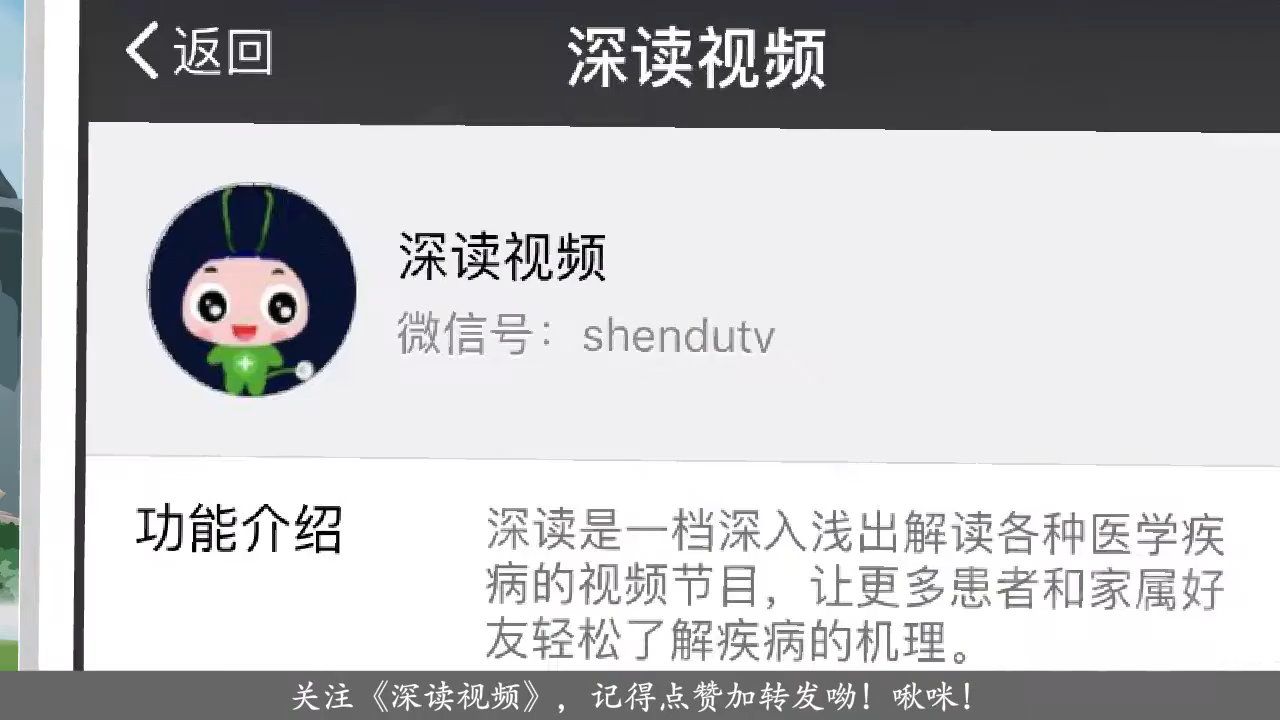 返回
深读视频
深读视频
微信号：shendutv
功能介绍
深读是一档深入浅出解读各种医学疾
病的视频节目，让更多患者和家属好
友轻松了解疾病的机理。
关注《深读视频》，记得点赞加转发呦！啾咪！